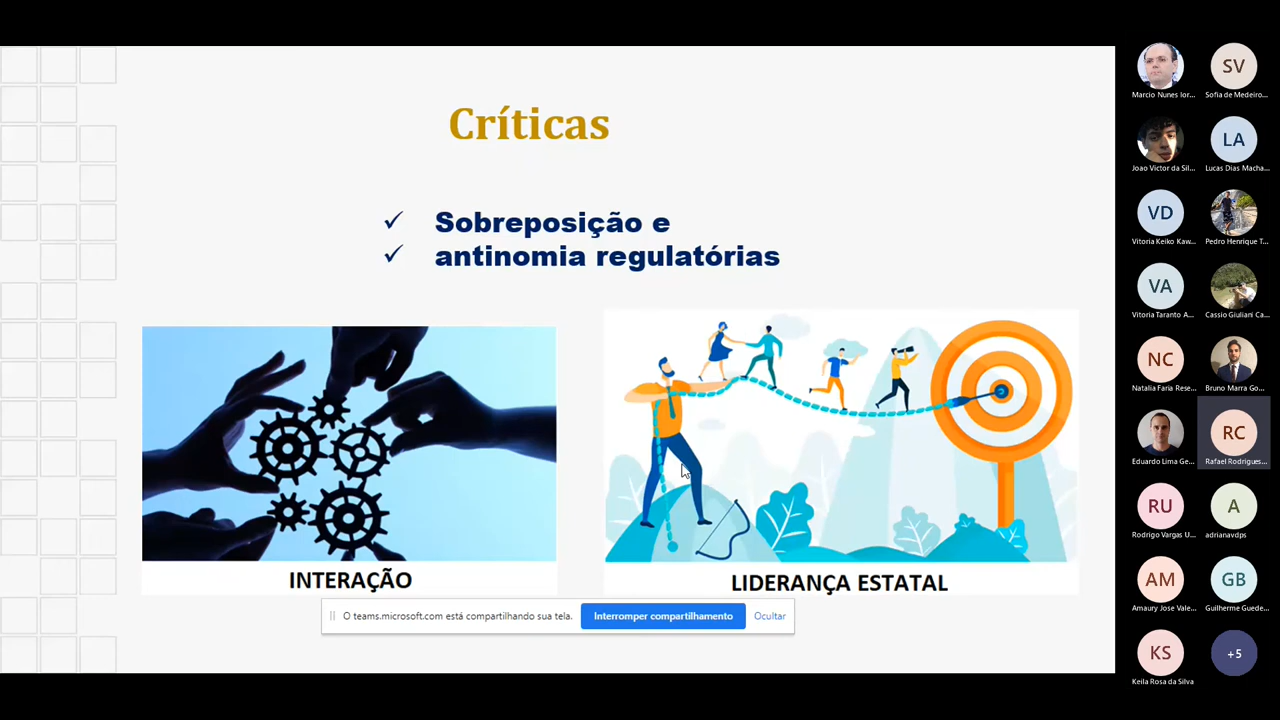 Críticas
✓ Sobreposição e
✓ antinomia regulatórias
INTERAÇÃO
LIDERANÇA ESTATAL
O teams.microsoft.com está compartilhando sua tela.
Interromper compartilhamento
Ocultar
Marcio Nunes Ior...
SV
Sofia de Medeiro...
Joao Victor da Sil...
LA
Lucas Dias Macha...
VD
Vitoria Keiko Kaw...
Pedro Henrique T...
VA
Vitoria Taranto A...
Cassio Giuliani Ca...
NC
Natalia Faria Rese...
Bruno Marra Go...
Eduardo Lima Ge...
RC
Rafael Rodrigues...
RU
Rodrigo Vargas U...
A
adrianavdps
AM
Amaury Jose Vale...
GB
Guilherme Guede...
KS
Keila Rosa da Silva
+5